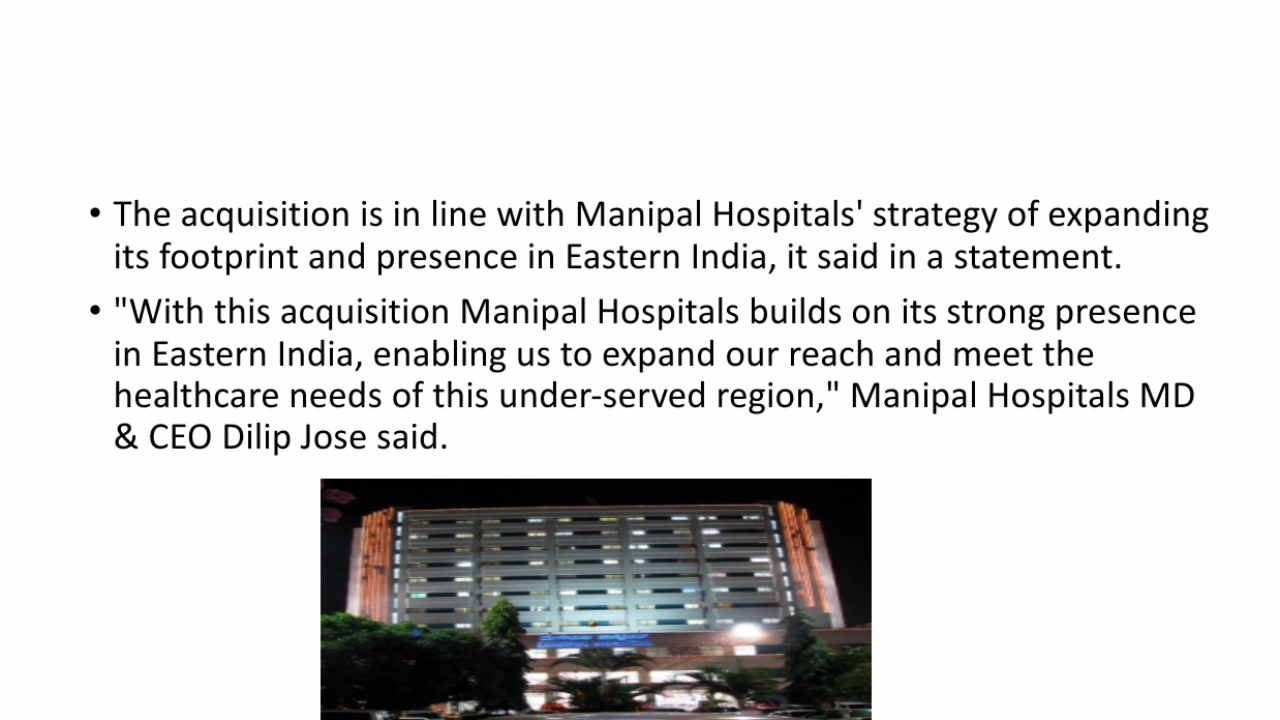 • The acquisition is in line with Manipal Hospitals' strategy of expanding
its footprint and presence in Eastern India, it said in a statement.
• "With this acquisition Manipal Hospitals builds on its strong presence
in Eastern India, enabling us to expand our reach and meet the
healthcare needs of this under-served region," Manipal Hospitals MD
& CEO Dilip Jose said.